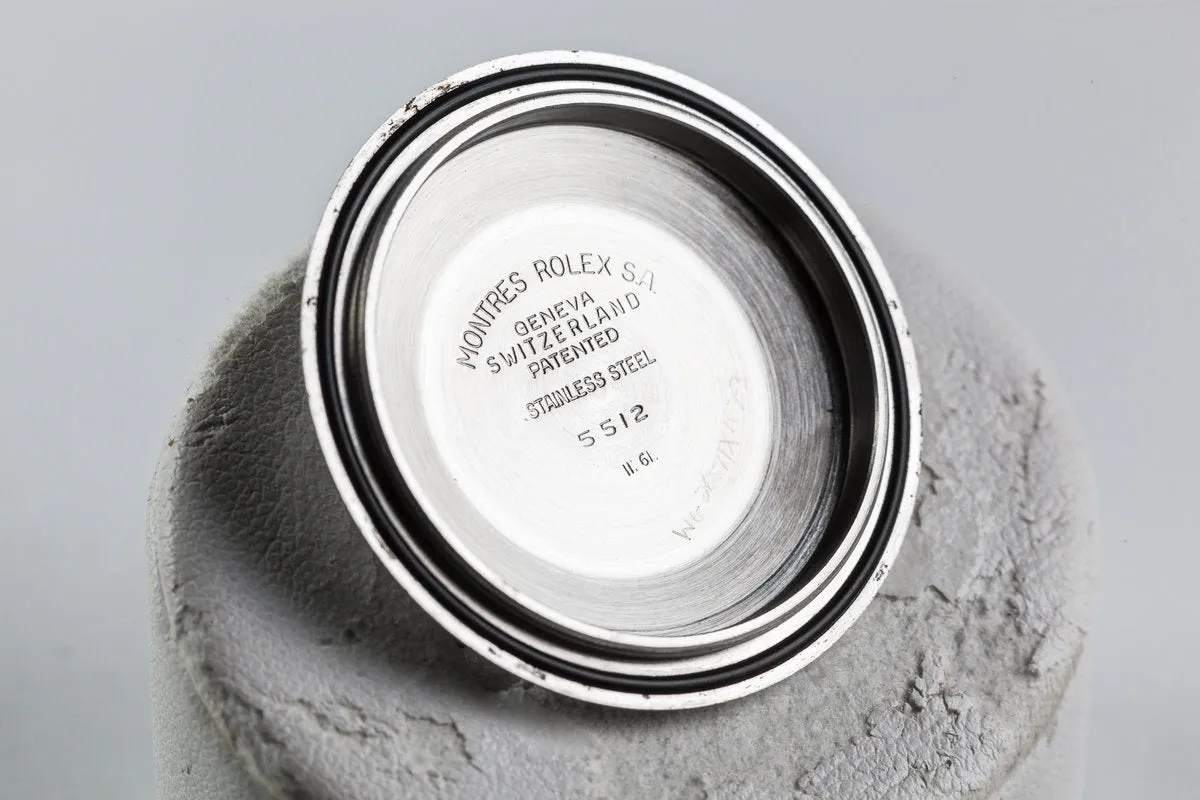 MONTRES ROLEX S.A.
GENEVA
SWITZERLAND
PATENTED
STAINLESS STEEL
5512
II. 61.